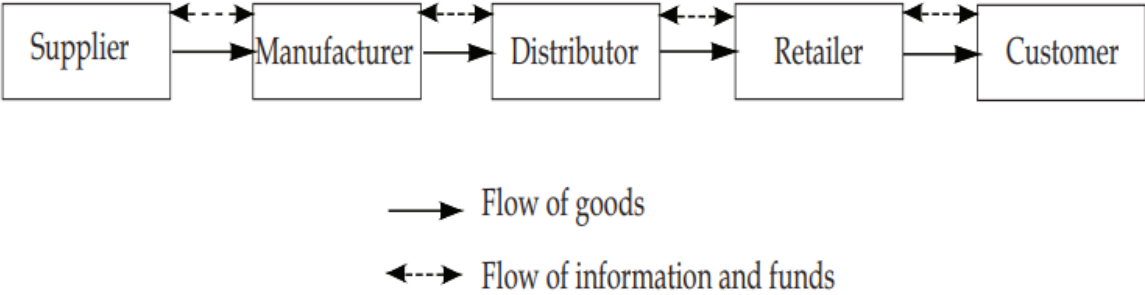 Supplier
Manufacturer
Distributor
Retailer
Customer
Flow of goods
Flow of information and funds